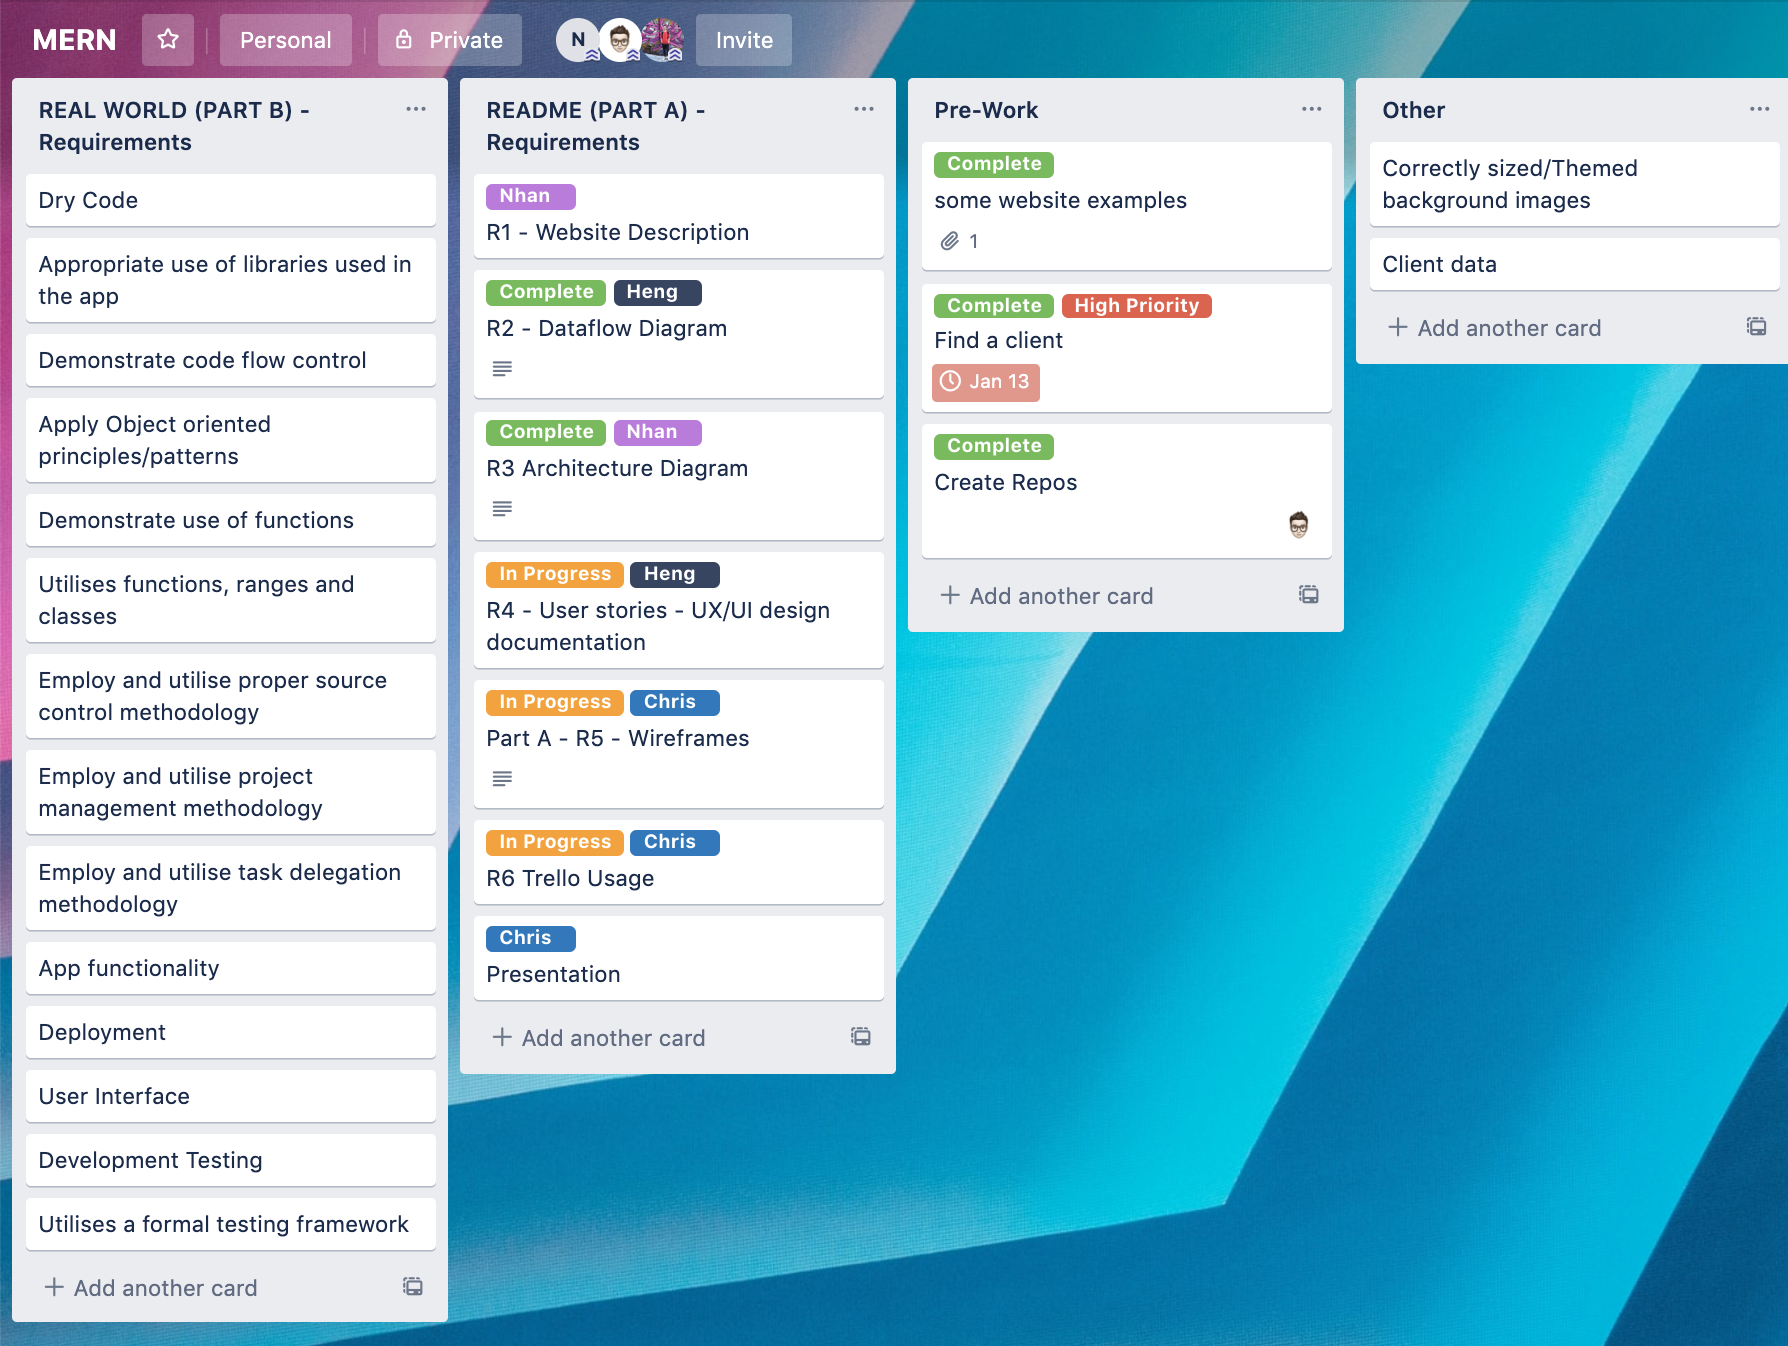 MERN
Personal
Private
N
Invite
REAL WORLD (PART B) -
Requirements
Dry Code
Appropriate use of libraries used in
the app
Demonstrate code flow control
Apply Object oriented
principles/patterns
Demonstrate use of functions
Utilises functions, ranges and
classes
Employ and utilise proper source
control methodology
Employ and utilise project
management methodology
Employ and utilise task delegation
methodology
App functionality
Deployment
User Interface
Development Testing
Utilises a formal testing framework
+ Add another card
README (PART A) -
Requirements
Nhan
R1 - Website Description
Complete Heng
R2 - Dataflow Diagram
Complete Nhan
R3 Architecture Diagram
In Progress Heng
R4 - User stories - UX/UI design
documentation
In Progress Chris
Part A - R5 - Wireframes
In Progress Chris
R6 Trello Usage
Chris
Presentation
+ Add another card
Pre-Work
Complete
some website examples
1
Complete High Priority
Find a client
Jan 13
Complete
Create Repos
+ Add another card
Other
Correctly sized/Themed
background images
Client data
+ Add another card